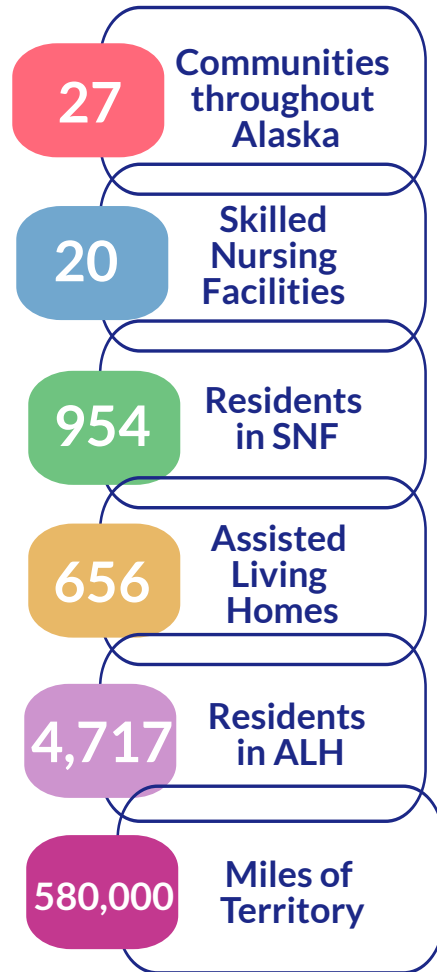 27
Communities
throughout
Alaska
20
Skilled
Nursing
Facilities
954
Residents
in SNF
656
Assisted
Living
Homes
4,717
Residents
in ALH
580,000
Miles of
Territory